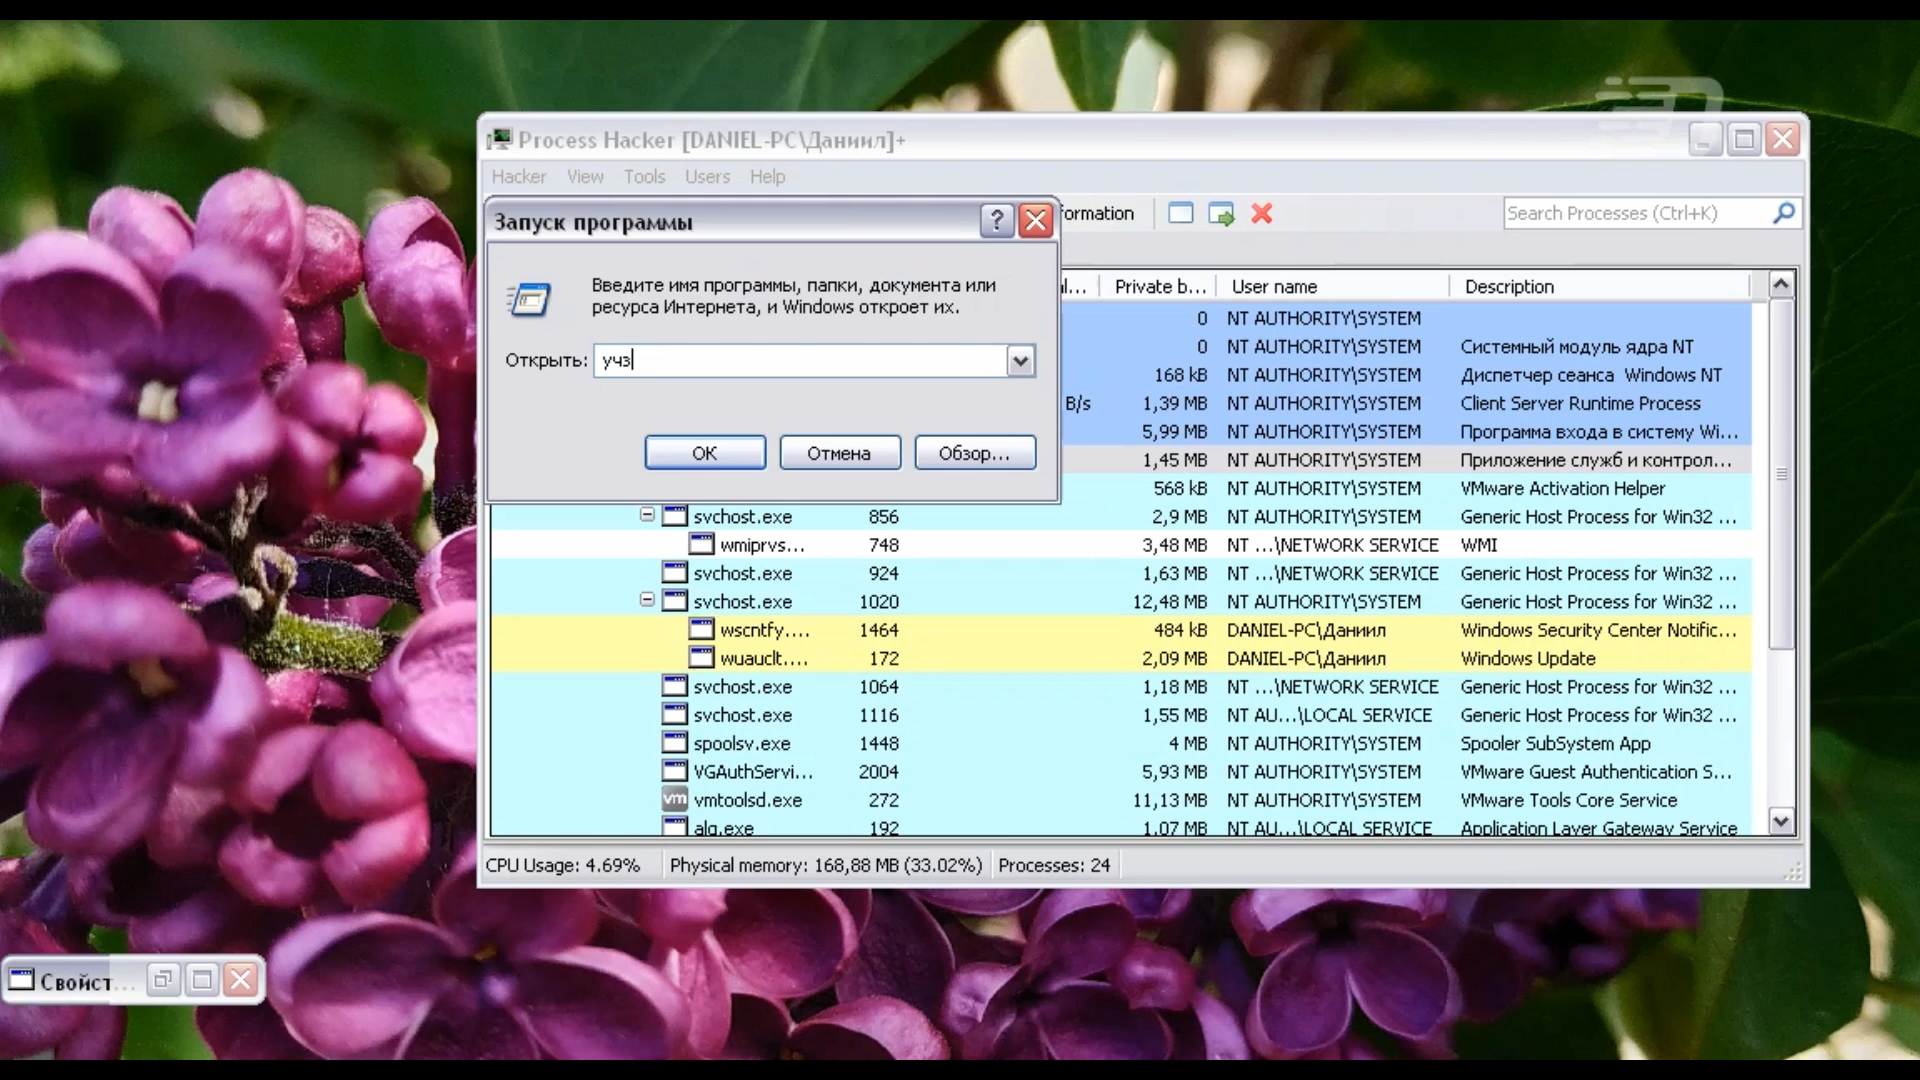 Process Hacker [DANIEL-PC\Даниил]+
Hacker View Tools Users Help
Запуск программы
formation
Search Processes (Ctrl+K)
Введите имя программы, папки, документа или
ресурса Интернета, и Windows откроет их.
Открыть: учз
ОК Отмена Обзор...
l... Private b... User name Description
0 NT AUTHORITY\SYSTEM
0 NT AUTHORITY\SYSTEM Системный модуль ядра NT
168 kB NT AUTHORITY\SYSTEM Диспетчер сеанса Windows NT
B/s 1,39 MB NT AUTHORITY\SYSTEM Client Server Runtime Process
5,99 MB NT AUTHORITY\SYSTEM Программа входа в систему Wi...
1,45 MB NT AUTHORITY\SYSTEM Приложение служб и контрол...
568 kB NT AUTHORITY\SYSTEM VMware Activation Helper
svchost.exe 856 2,9 MB NT AUTHORITY\SYSTEM Generic Host Process for Win32 ...
wmiprvs... 748 3,48 MB NT ...\NETWORK SERVICE WMI
svchost.exe 924 1,63 MB NT ...\NETWORK SERVICE Generic Host Process for Win32 ...
svchost.exe 1020 12,48 MB NT AUTHORITY\SYSTEM Generic Host Process for Win32 ...
wscntfy.... 1464 484 kB DANIEL-PC\Даниил Windows Security Center Notific...
wuauclt.... 172 2,09 MB DANIEL-PC\Даниил Windows Update
svchost.exe 1064 1,18 MB NT ...\NETWORK SERVICE Generic Host Process for Win32 ...
svchost.exe 1116 1,55 MB NT AU...\LOCAL SERVICE Generic Host Process for Win32 ...
spoolsv.exe 1448 4 MB NT AUTHORITY\SYSTEM Spooler SubSystem App
VGAuthServi... 2004 5,93 MB NT AUTHORITY\SYSTEM VMware Guest Authentication S...
vm vmtoolsd.exe 272 11,13 MB NT AUTHORITY\SYSTEM VMware Tools Core Service
alg.exe 192 1,07 MB NT AU...\LOCAL SERVICE Application Layer Gateway Service
CPU Usage: 4.69% Physical memory: 168,88 MB (33.02%) Processes: 24
Свойст...